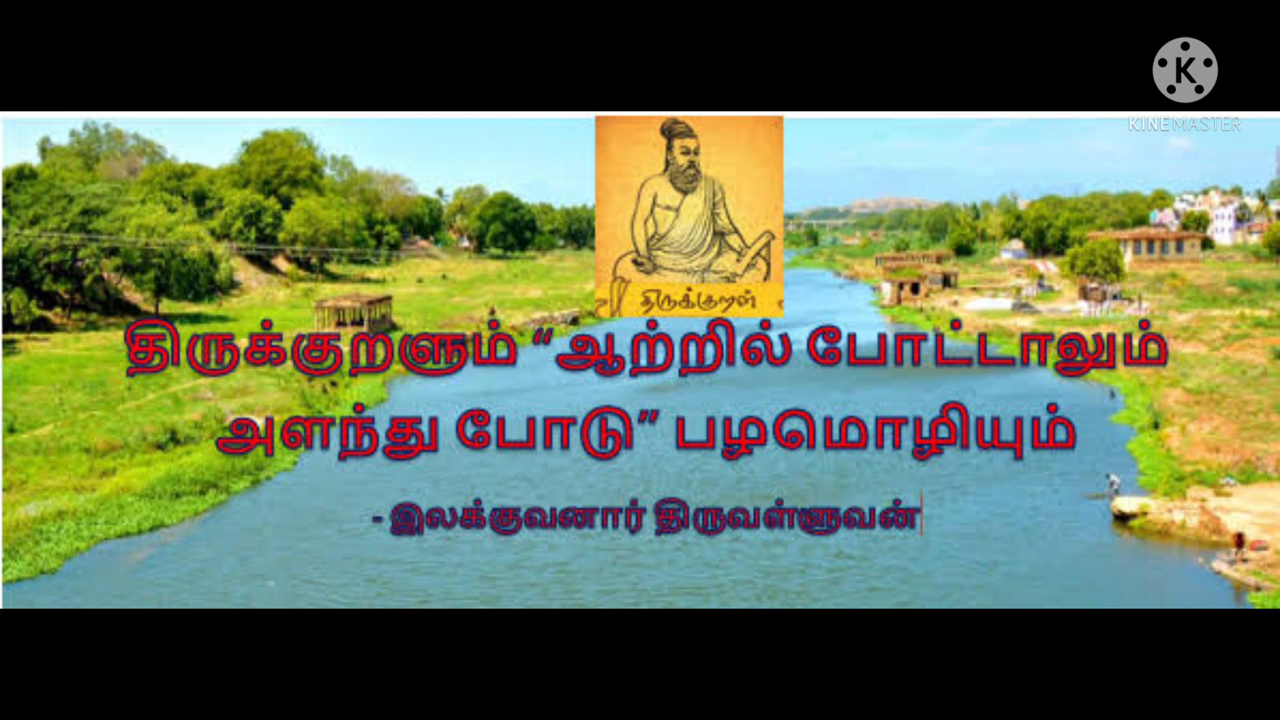 K
KINEMASTER
திருக்குறள்
திருக்குறளும் “ஆற்றில் போட்டாலும்
அளந்து போடு” பழமொழியும்
- இலக்குவனார் திருவள்ளுவன்